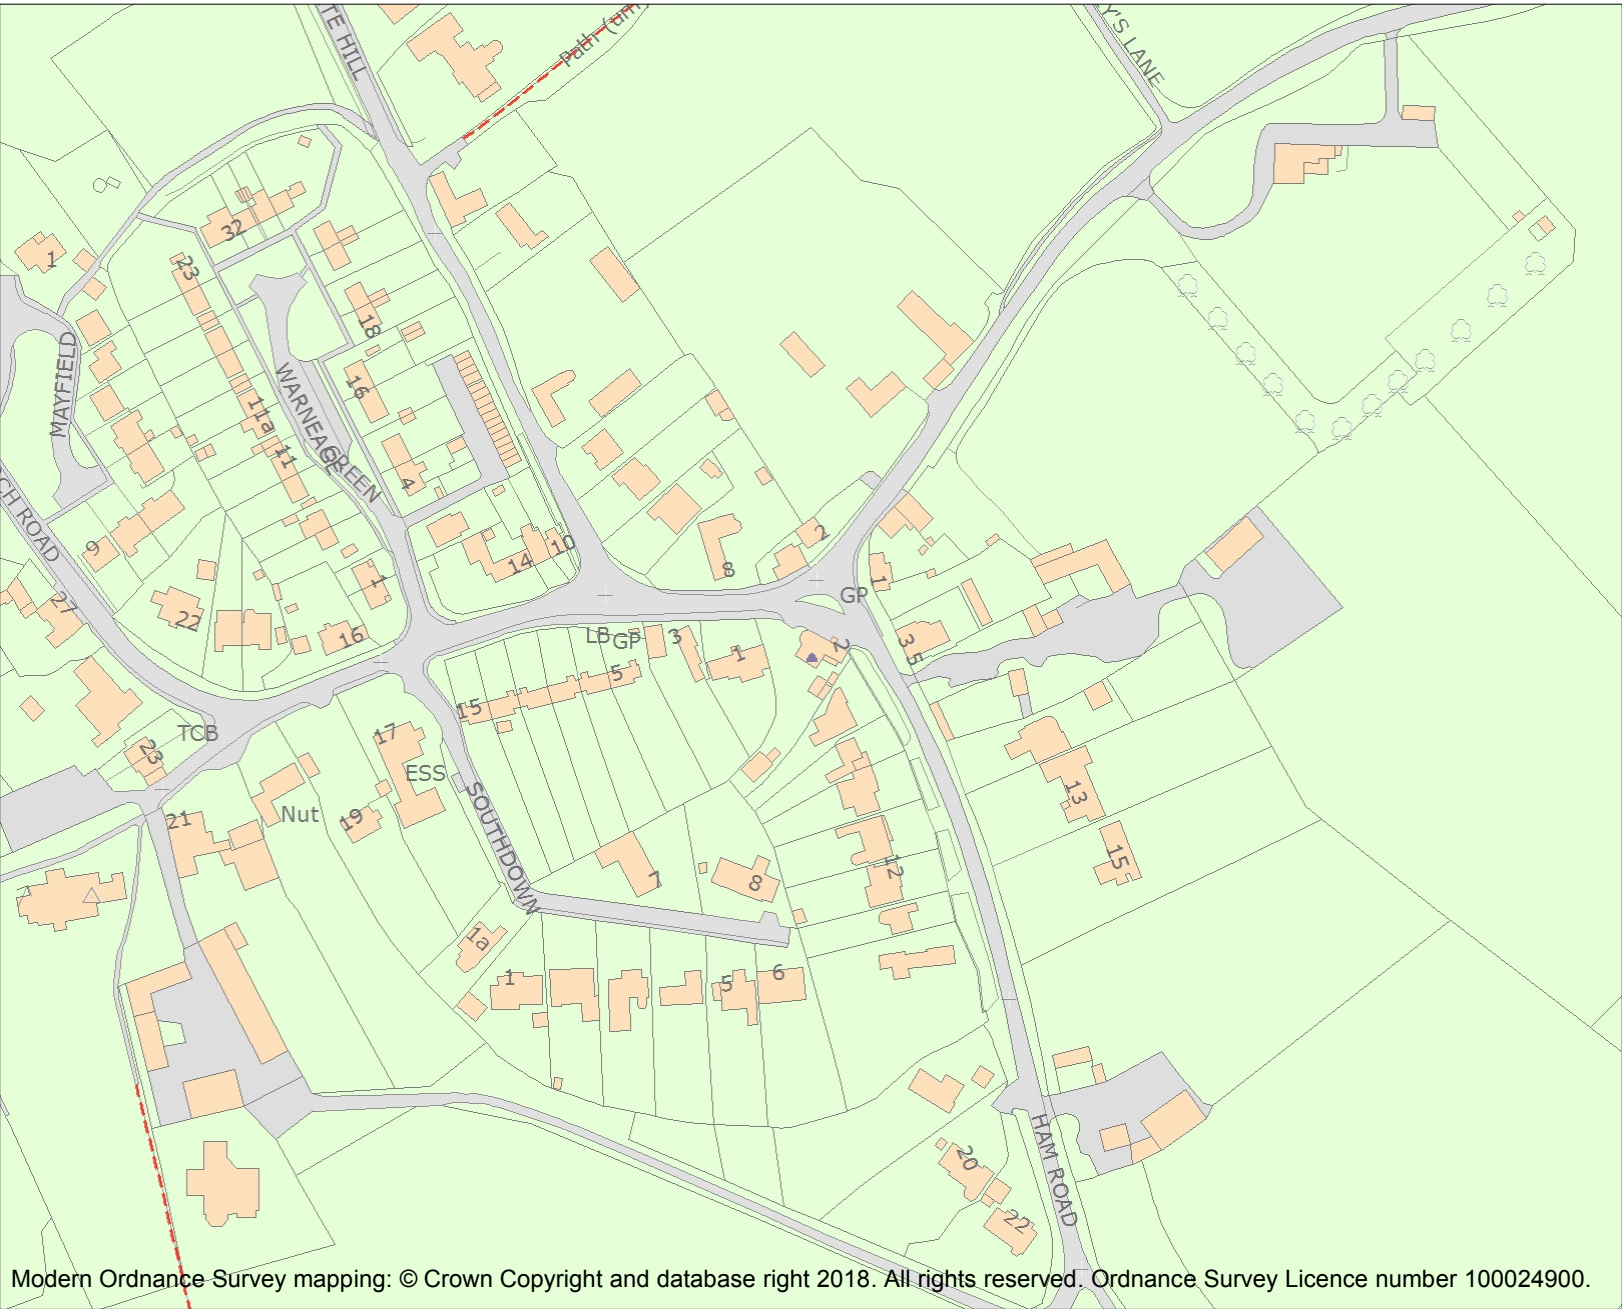 TE HILL
Path (um)
Y'S LANE
32
1
23
18
MAYFIELD
WARNEAGE
GREEN
16
11a
11
4
CH ROAD
9
14
10
8
2
1
1
GP
27
22
16
LB
GP
3
1
2
3
5
5
15
17
TCB
23
ESS
SOUTHDOWN
Nut
19
21
13
15
12
7
8
1a
1
5
6
HAM ROAD
20
22
Modern Ordnance Survey mapping: © Crown Copyright and database right 2018. All rights reserved. Ordnance Survey Licence number 100024900.